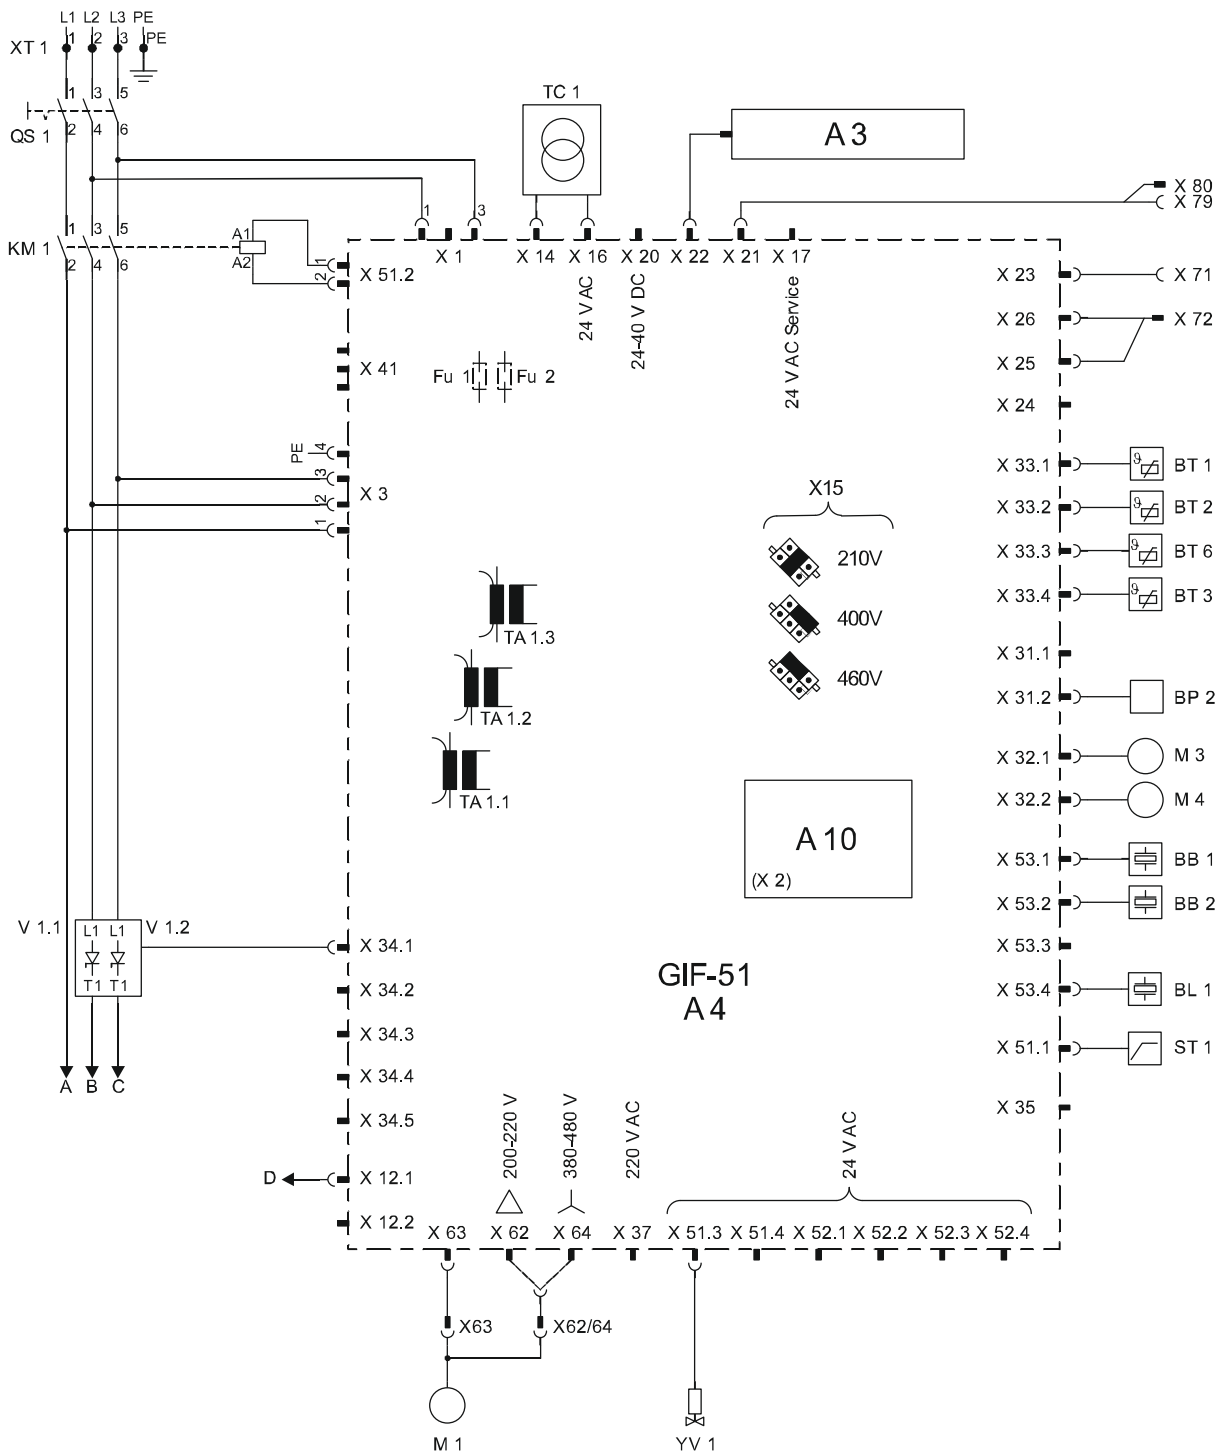 L1 L2 L3 PE
XT 1
1 2 3 PE
1 3 5
QS 1
2 4 6
TC 1
A 3
X 80
X 79
1 3
1 3 5
KM 1
2 4 6
A1
A2
1
2
X 51.2
X 1
X 14
X 16
X 20
X 22
X 21
X 17
24 V AC
24-40 V DC
24 V AC Service
X 23
X 71
X 26
X 72
X 25
X 24
X 41
Fu 1
Fu 2
PE
4
3
2
1
X 3
X 33.1
BT 1
X 33.2
BT 2
X 33.3
BT 6
X 33.4
BT 3
ϑ
ϑ
ϑ
ϑ
X15
210V
400V
460V
TA 1.3
TA 1.2
TA 1.1
X 31.1
X 31.2
BP 2
X 32.1
M 3
X 32.2
M 4
A 10
(X 2)
X 53.1
BB 1
X 53.2
BB 2
X 53.3
X 53.4
BL 1
X 51.1
ST 1
X 35
V 1.1
L1 L1
T1 T1
V 1.2
X 34.1
X 34.2
X 34.3
X 34.4
X 34.5
GIF-51
A 4
A B C
D
X 12.1
X 12.2
200-220 V
380-480 V
220 V AC
24 V AC
X 63
X 62
X 64
X 37
X 51.3
X 51.4
X 52.1
X 52.2
X 52.3
X 52.4
X63
X62/64
M 1
YV 1